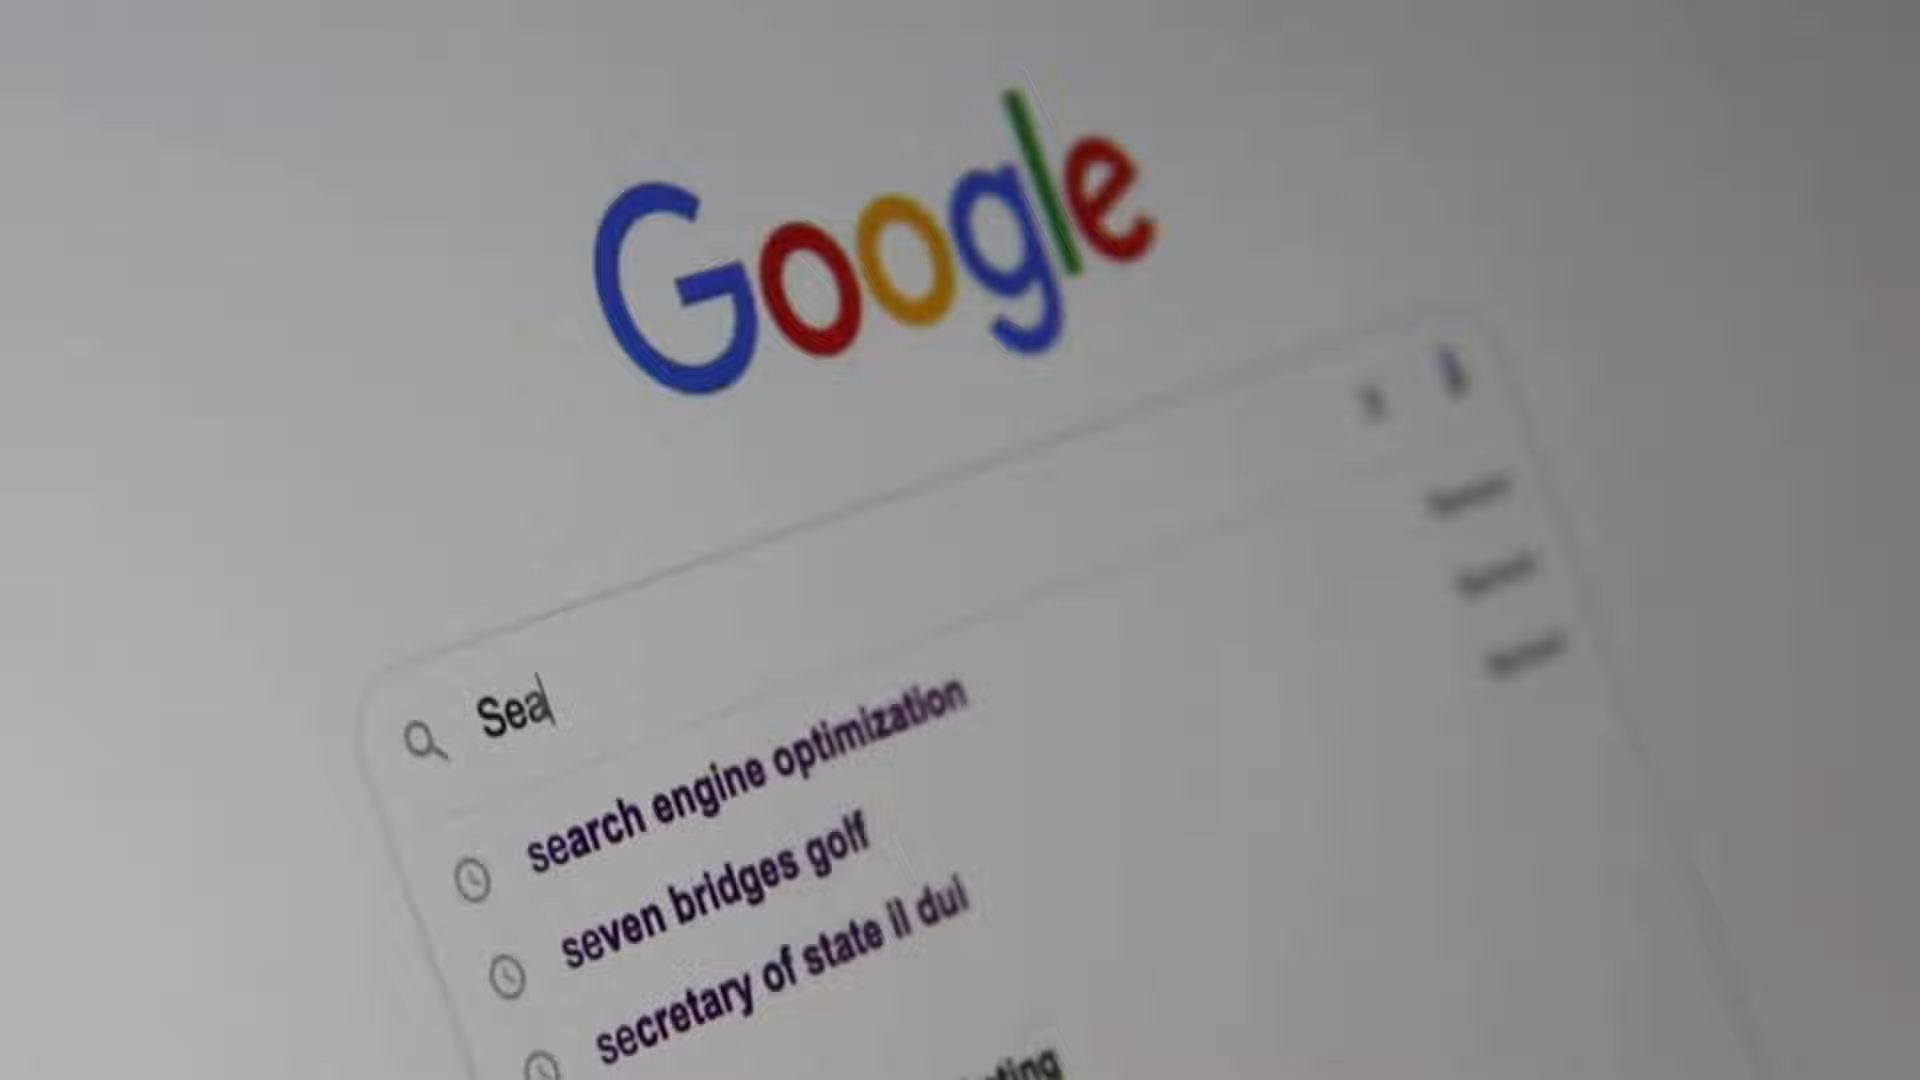 Google
Sea
search engine optimization
seven bridges golf
secretary of state il dui